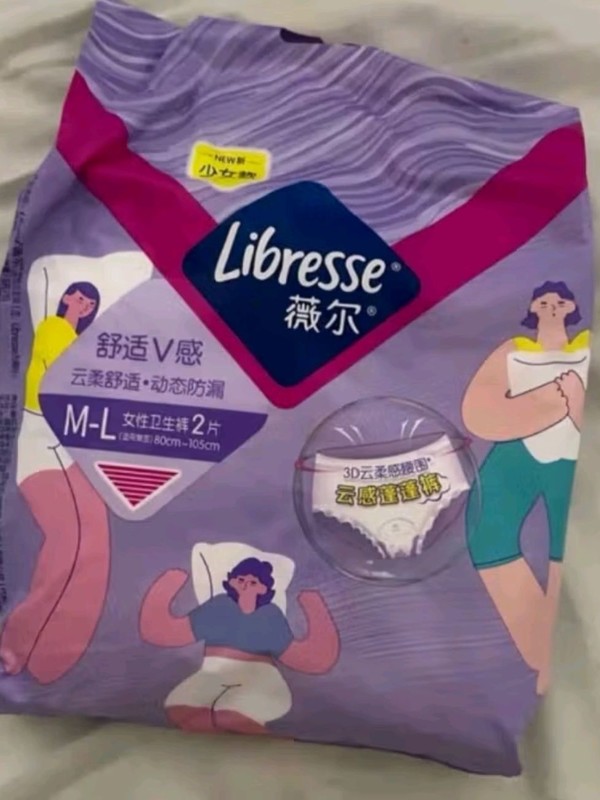 NEW新
少女款
Libresse®
薇尔®
舒适V感
云柔舒适•动态防漏
M-L 女性卫生裤2片
80cm~105cm
3D云柔感腰围*
云感蓬蓬裤